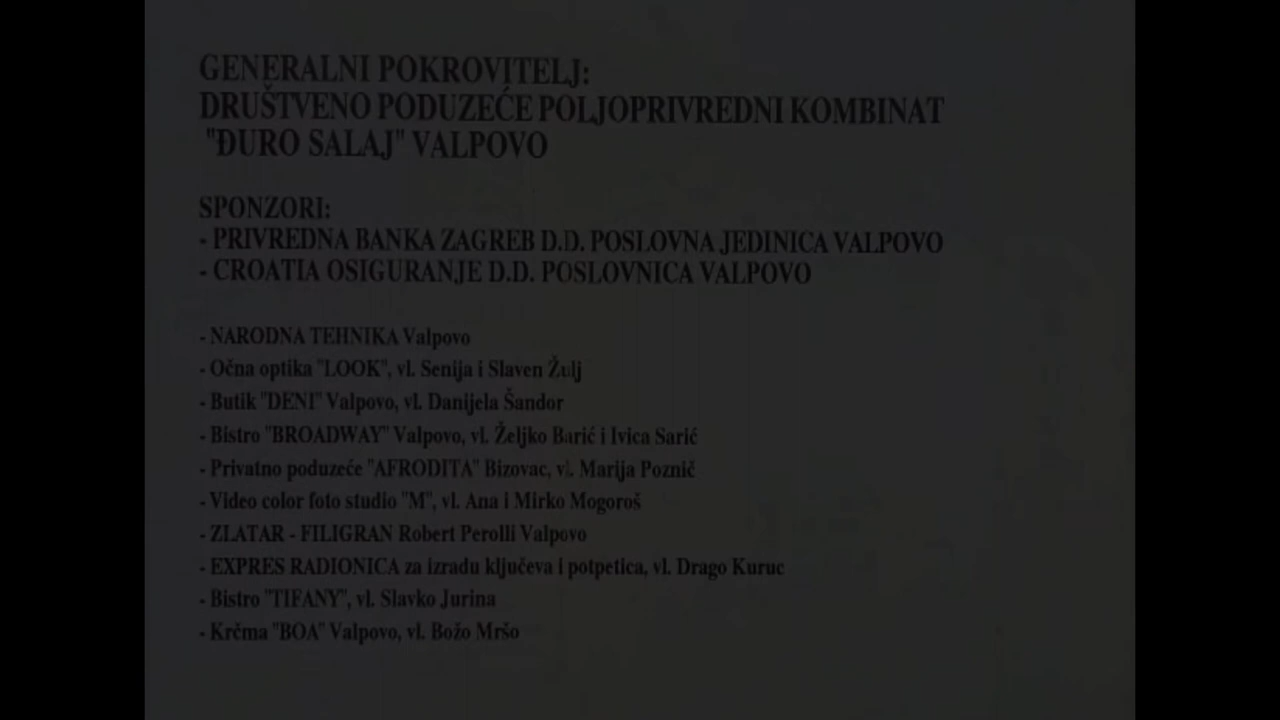 GENERALNI POKROVITELJ:
DRUŠTVENO PODUZEĆE POLJOPRIVREDNI KOMBINAT
"ĐURO SALAJ" VALPOVO
SPONZORI:
- PRIVREDNA BANKA ZAGREB D.D. POSLOVNA JEDINICA VALPOVO
- CROATIA OSIGURANJE D.D. POSLOVNICA VALPOVO
- NARODNA TEHNIKA Valpovo
- Očna optika "LOOK", vl. Senija i Slaven Žulj
- Butik "DENI" Valpovo, vl. Danijela Šandor
- Bistro "BROADWAY" Valpovo, vl. Željko Barić i Ivica Sarić
- Privatno poduzeće "AFRODITA" Bizovac, vl. Marija Poznič
- Video color foto studio "M", vl. Ana i Mirko Mogoroš
- ZLATAR - FILIGRAN Robert Perolli Valpovo
- EXPRES RADIONICA za izradu ključeva i potpetica, vl. Drago Kuruc
- Bistro "TIFANY", vl. Slavko Jurina
- Krčma "BOA" Valpovo, vl. Božo Mršo